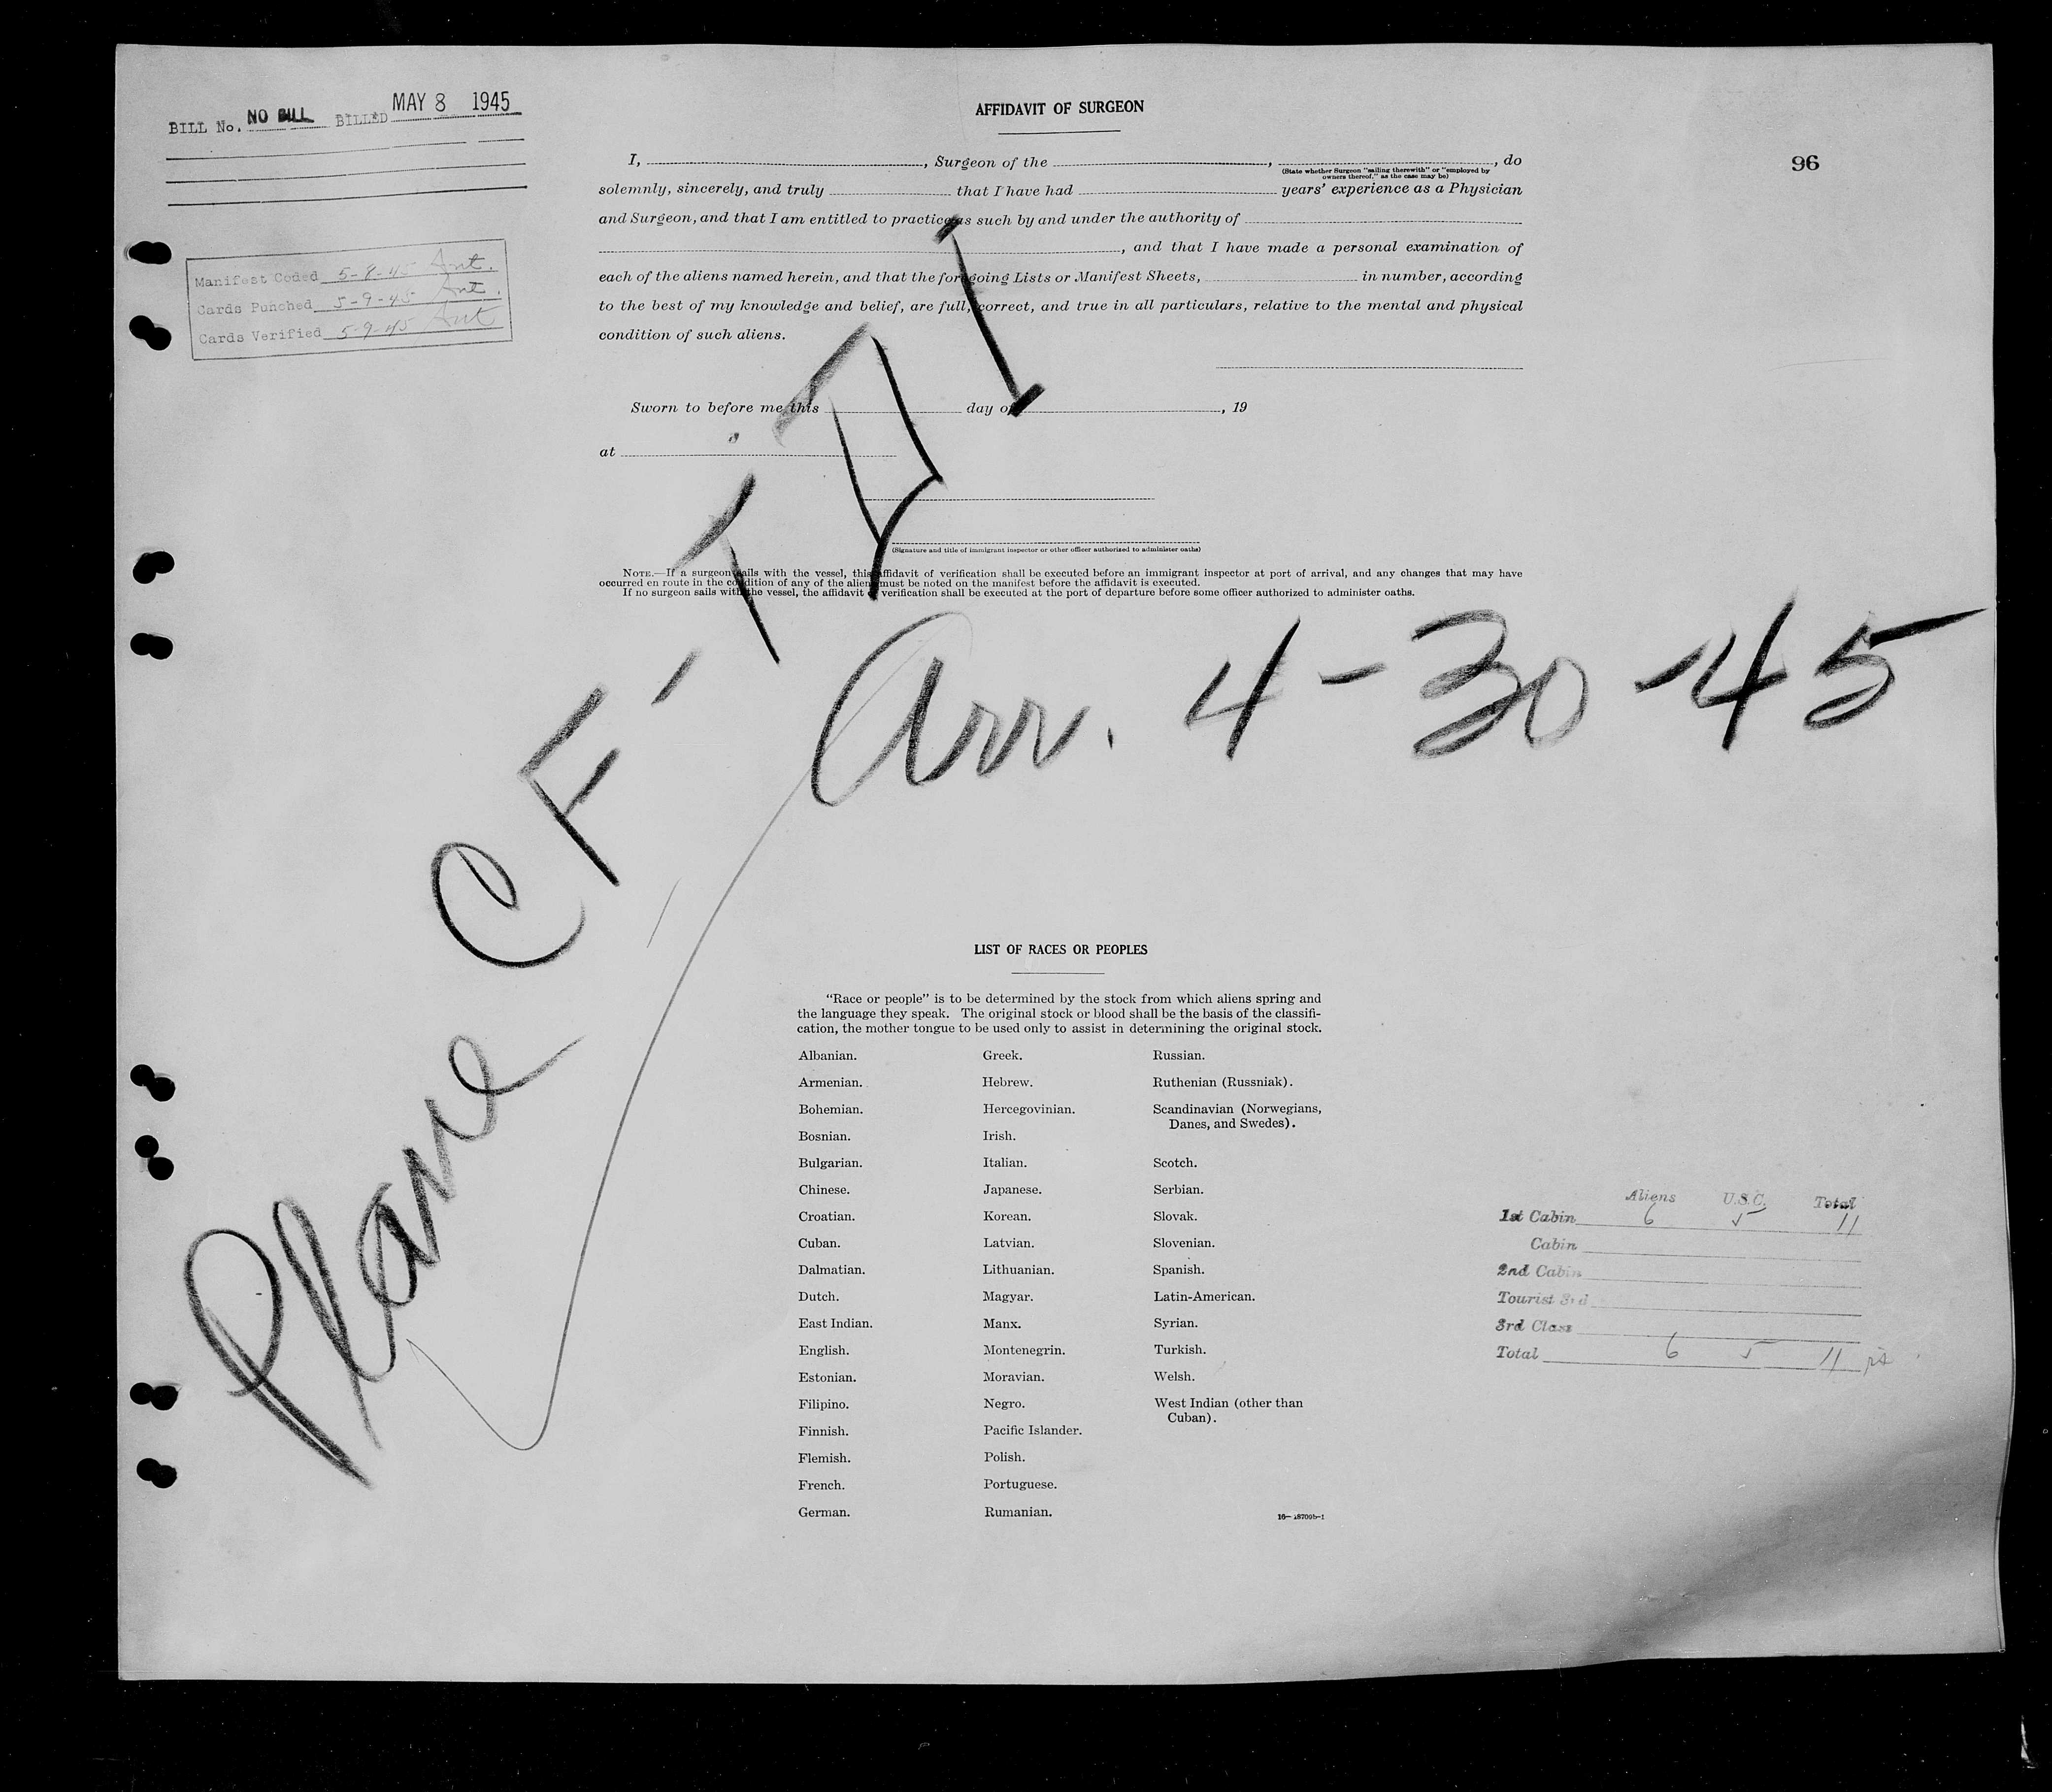 BILL No. NO BILL BILLED MAY 8 1945
Manifest Coded 5-8-45 Ant.
Cards Punched 5-9-45 Ant.
Cards Verified 5-9-45 Ant
96
AFFIDAVIT OF SURGEON
I, , Surgeon of the , , do
(State whether Surgeon "sailing therewith" or "employed by
owners thereof," as the case may be)
solemnly, sincerely, and truly that I have had years' experience as a Physician
and Surgeon, and that I am entitled to practice as such by and under the authority of
, and that I have made a personal examination of
each of the aliens named herein, and that the foregoing Lists or Manifest Sheets, in number, according
to the best of my knowledge and belief, are full, correct, and true in all particulars, relative to the mental and physical
condition of such aliens.
Sworn to before me this day of , 19
at
(Signature and title of immigrant inspector or other officer authorized to administer oaths)
NOTE.—If a surgeon sails with the vessel, this affidavit of verification shall be executed before an immigrant inspector at port of arrival, and any changes that may have
occurred en route in the condition of any of the aliens must be noted on the manifest before the affidavit is executed.
If no surgeon sails with the vessel, the affidavit of verification shall be executed at the port of departure before some officer authorized to administer oaths.
Plane CF-
Arr. 4-30-45
LIST OF RACES OR PEOPLES
"Race or people" is to be determined by the stock from which aliens spring and
the language they speak. The original stock or blood shall be the basis of the classifi-
cation, the mother tongue to be used only to assist in determining the original stock.
Albanian.
Armenian.
Bohemian.
Bosnian.
Bulgarian.
Chinese.
Croatian.
Cuban.
Dalmatian.
Dutch.
East Indian.
English.
Estonian.
Filipino.
Finnish.
Flemish.
French.
German.
Greek.
Hebrew.
Hercegovinian.
Irish.
Italian.
Japanese.
Korean.
Latvian.
Lithuanian.
Magyar.
Manx.
Montenegrin.
Moravian.
Negro.
Pacific Islander.
Polish.
Portuguese.
Rumanian.
Russian.
Ruthenian (Russniak).
Scandinavian (Norwegians,
Danes, and Swedes).
Scotch.
Serbian.
Slovak.
Slovenian.
Spanish.
Latin-American.
Syrian.
Turkish.
Welsh.
West Indian (other than
Cuban).
Aliens U.S.C. Total
1st Cabin 6 5 11
Cabin
2nd Cabin
Tourist 3rd
3rd Class
Total 6 5 11